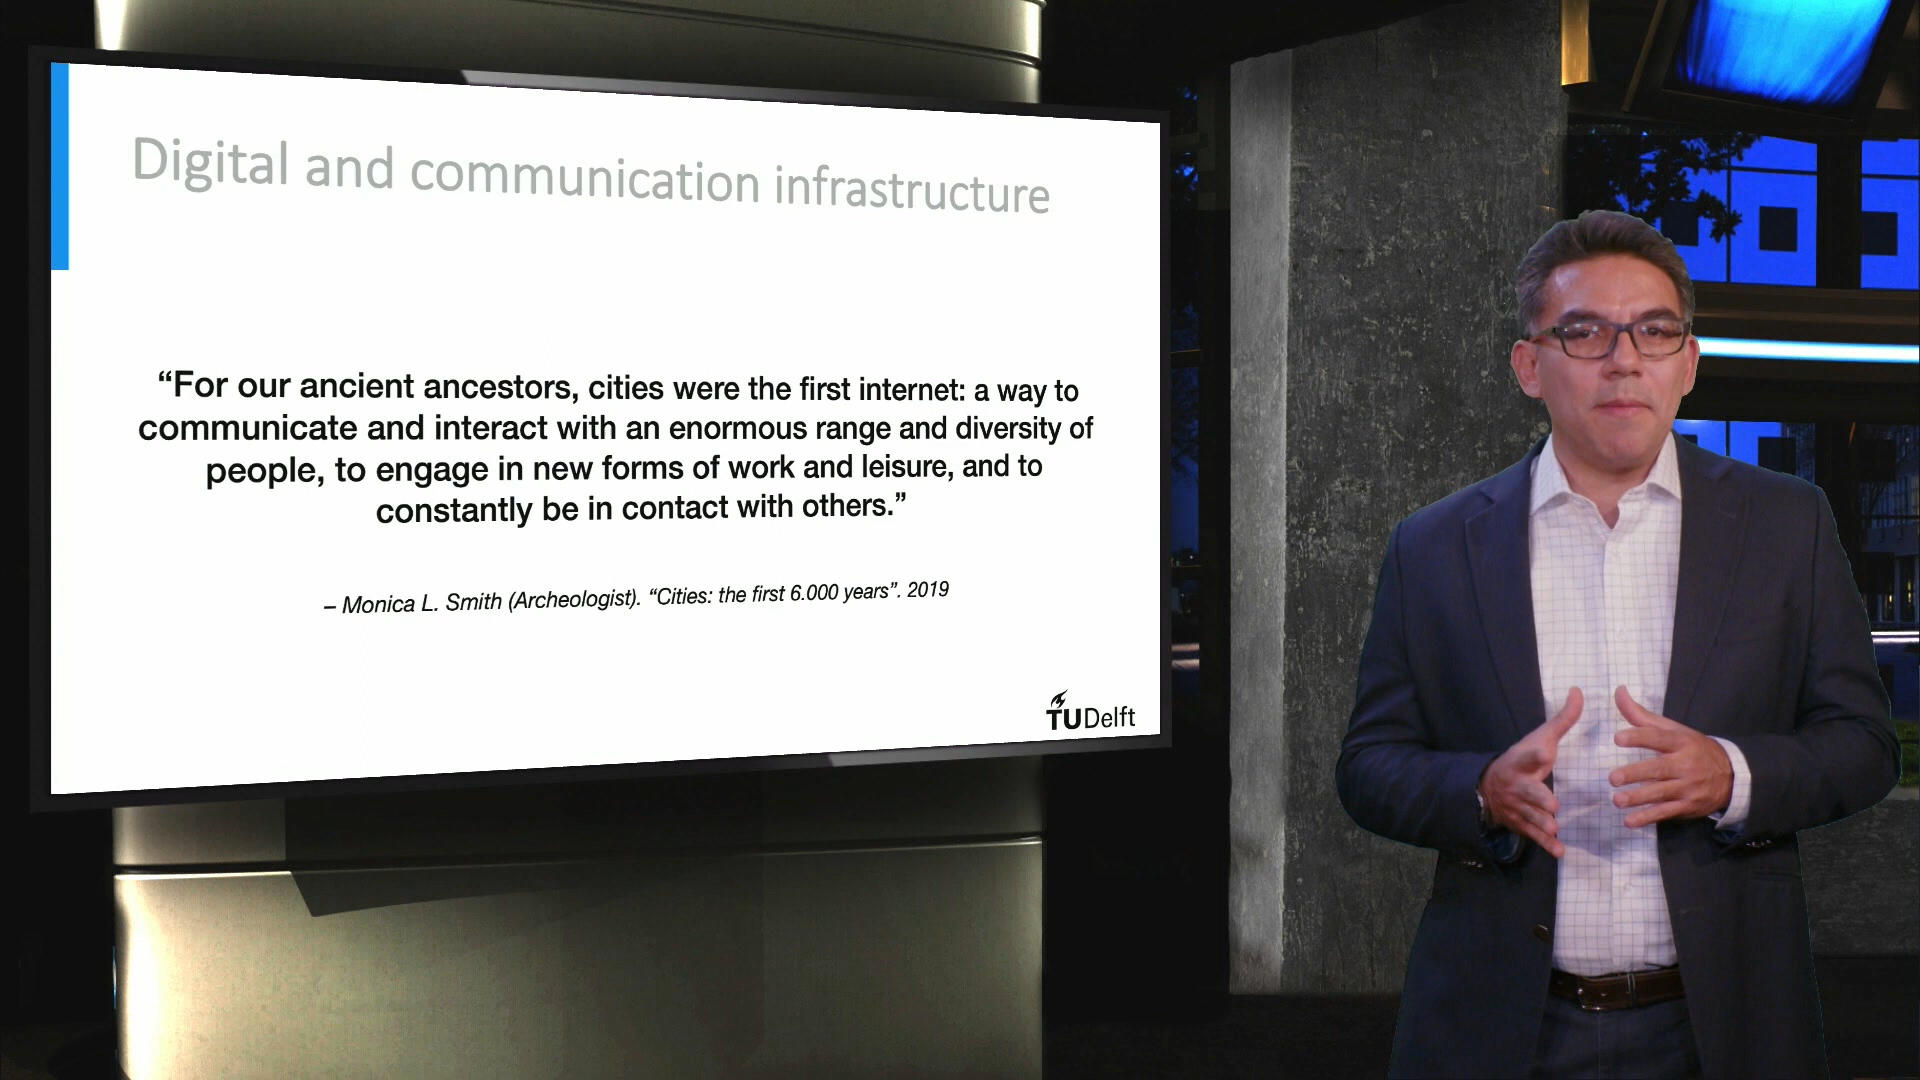 Digital and communication infrastructure
“For our ancient ancestors, cities were the first internet: a way to
communicate and interact with an enormous range and diversity of
people, to engage in new forms of work and leisure, and to
constantly be in contact with others.”
– Monica L. Smith (Archeologist). “Cities: the first 6.000 years”. 2019
TUDelft